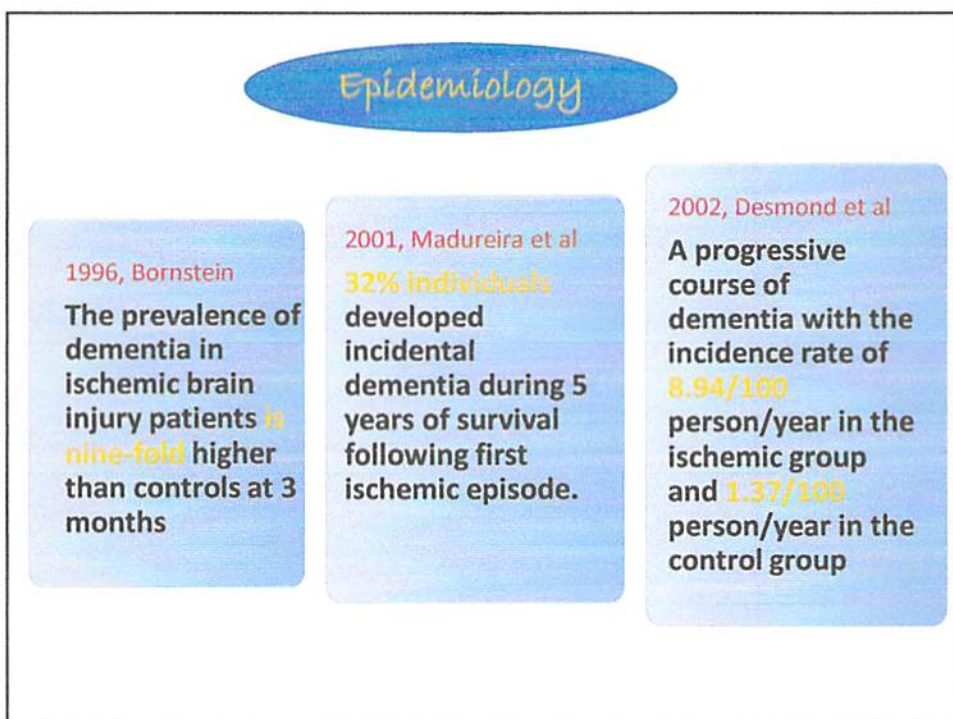 Epidemiology
1996, Bornstein
The prevalence of
dementia in
ischemic brain
injury patients is
nine-fold higher
than controls at 3
months
2001, Madureira et al
32% individuals
developed
incidental
dementia during 5
years of survival
following first
ischemic episode.
2002, Desmond et al
A progressive
course of
dementia with the
incidence rate of
8.94/100
person/year in the
ischemic group
and 1.37/100
person/year in the
control group